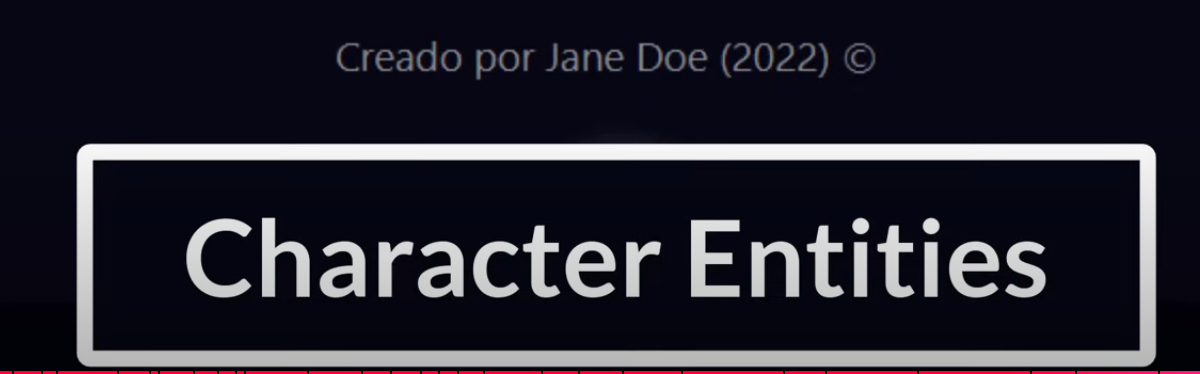 Creado por Jane Doe (2022) ©
Character Entities